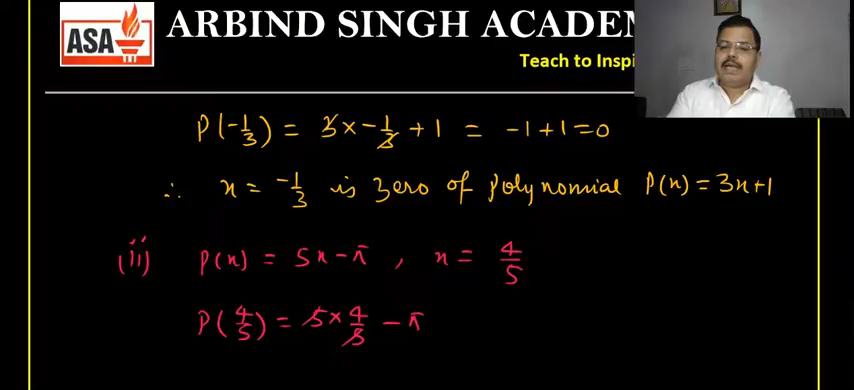 ASA
ARBIND SINGH ACADEM
Teach to Inspi
P(-1/3) = 3 × -1/3 + 1 = -1 + 1 = 0
∴ x = -1/3 is zero of polynomial P(x) = 3x+1
(ii) P(x) = 5x - π , x = 4/5
P(4/5) = 5 × 4/5 - π